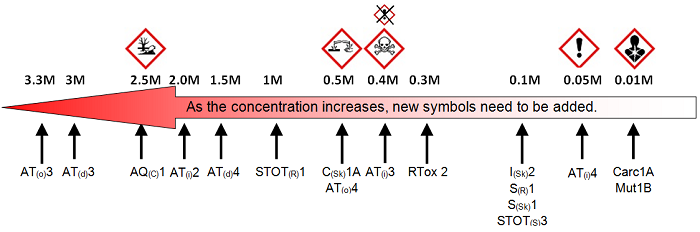 3.3M 3M 2.5M 2.0M 1.5M 1M 0.5M 0.4M 0.3M 0.1M 0.05M 0.01M
As the concentration increases, new symbols need to be added.
AT(o)3 AT(d)3 AQ(C)1 AT(i)2 AT(d)4 STOT(R)1 C(Sk)1A AT(i)3 RTox 2 I(Sk)2 AT(i)4 Carc1A
AT(o)4 S(R)1 Mut1B
S(Sk)1
STOT(S)3